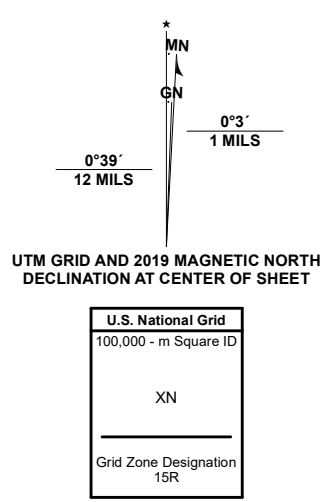 ★
MN
GN
0°3´
1 MILS
0°39´
12 MILS
UTM GRID AND 2019 MAGNETIC NORTH
DECLINATION AT CENTER OF SHEET
U.S. National Grid
100,000 - m Square ID
XN
Grid Zone Designation
15R